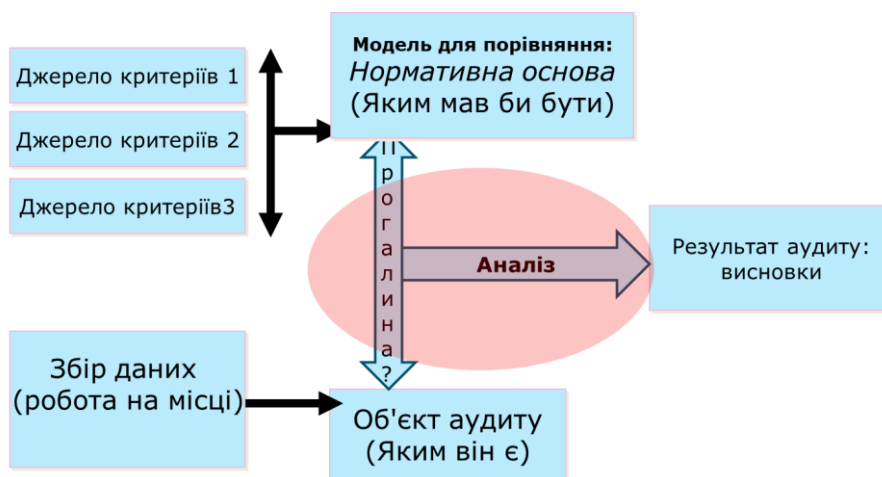 Джерело критеріїв 1
Джерело критеріїв 2
Джерело критеріїв3
Модель для порівняння:
Нормативна основа
(Яким мав би бути)
Прогалина?
Аналіз
Результат аудиту:
висновки
Збір даних
(робота на місці)
Об'єкт аудиту
(Яким він є)